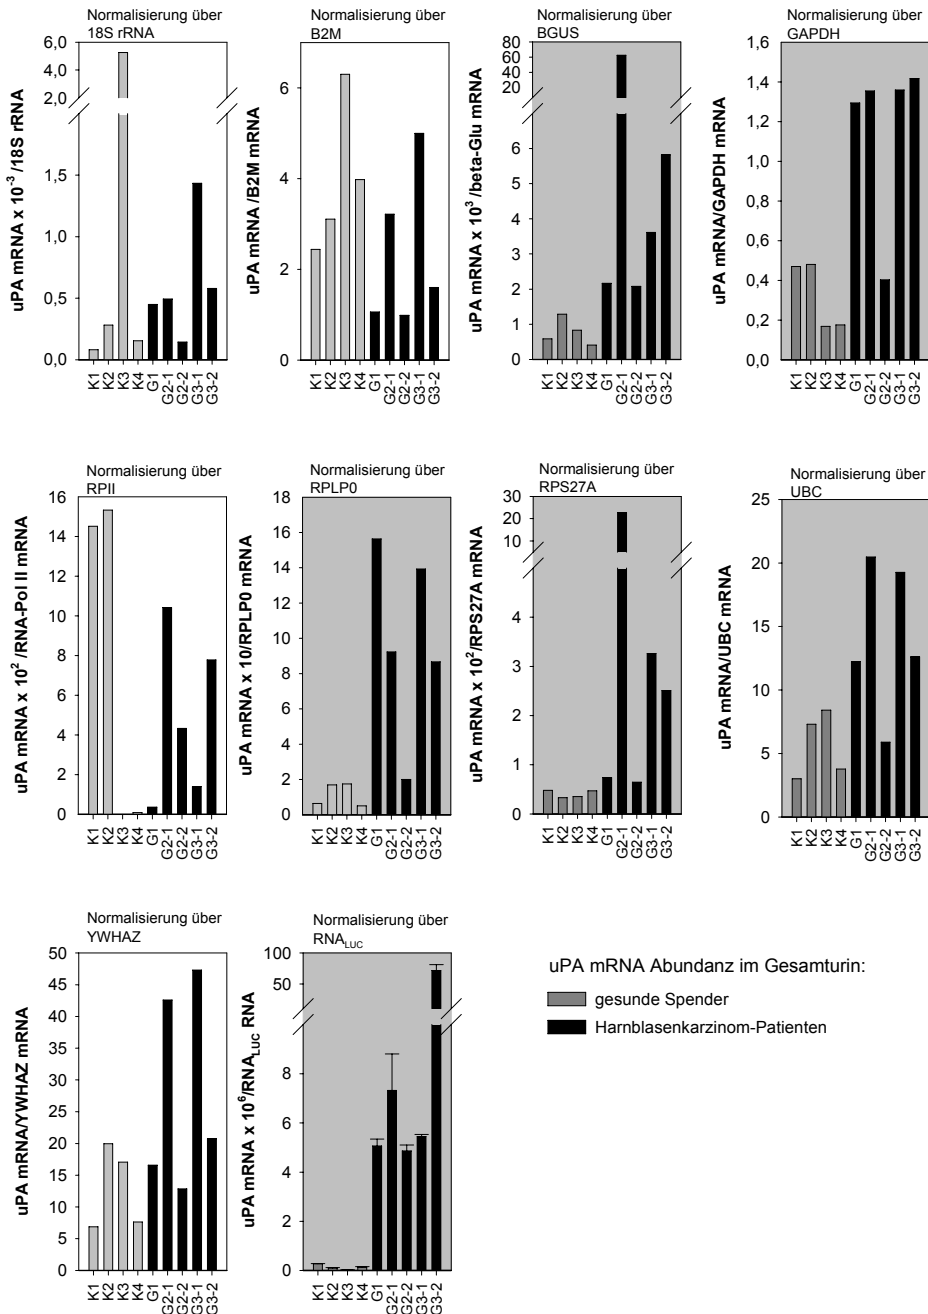 Normalisierung über
18S rRNA
uPA mRNA x 10⁻³ /18S rRNA
6,0
4,0
2,0
1,5
1,0
0,5
0,0
K1 K2 K3 K4 G1 G2-1 G2-2 G3-1 G3-2
Normalisierung über
B2M
uPA mRNA /B2M mRNA
6
4
2
0
K1 K2 K3 K4 G1 G2-1 G2-2 G3-1 G3-2
Normalisierung über
BGUS
uPA mRNA x 10³ /beta-Glu mRNA
80
60
40
20
6
5
4
3
2
1
0
K1 K2 K3 K4 G1 G2-1 G2-2 G3-1 G3-2
Normalisierung über
GAPDH
uPA mRNA/GAPDH mRNA
1,6
1,4
1,2
1,0
0,8
0,6
0,4
0,2
0,0
K1 K2 K3 K4 G1 G2-1 G2-2 G3-1 G3-2
Normalisierung über
RPII
uPA mRNA x 10² /RNA-Pol II mRNA
16
14
12
10
8
6
4
2
0
K1 K2 K3 K4 G1 G2-1 G2-2 G3-1 G3-2
Normalisierung über
RPLP0
uPA mRNA x 10/RPLP0 mRNA
18
16
14
12
10
8
6
4
2
0
K1 K2 K3 K4 G1 G2-1 G2-2 G3-1 G3-2
Normalisierung über
RPS27A
uPA mRNA x 10²/RPS27A mRNA
30
20
10
4
3
2
1
0
K1 K2 K3 K4 G1 G2-1 G2-2 G3-1 G3-2
Normalisierung über
UBC
uPA mRNA/UBC mRNA
25
20
15
10
5
0
K1 K2 K3 K4 G1 G2-1 G2-2 G3-1 G3-2
Normalisierung über
YWHAZ
uPA mRNA/YWHAZ mRNA
50
45
40
35
30
25
20
15
10
5
0
K1 K2 K3 K4 G1 G2-1 G2-2 G3-1 G3-2
Normalisierung über
RNA_LUC
uPA mRNA x 10⁶/RNA_LUC RNA
100
50
8
6
4
2
0
K1 K2 K3 K4 G1 G2-1 G2-2 G3-1 G3-2
uPA mRNA Abundanz im Gesamturin:
gesunde Spender
Harnblasenkarzinom-Patienten